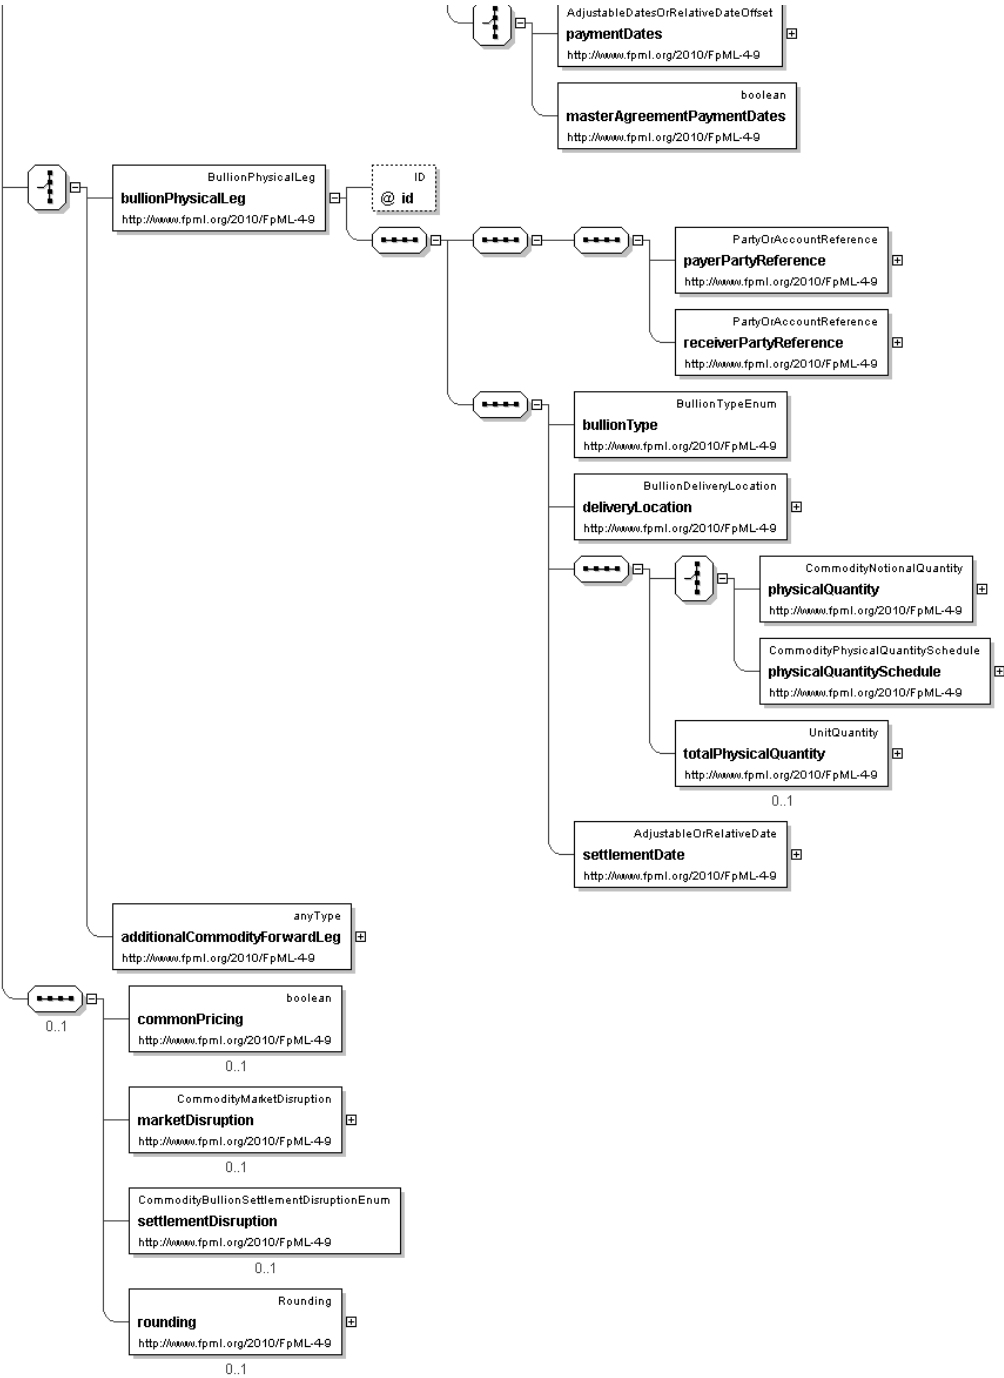 AdjustableDatesOrRelativeDateOffset
paymentDates
http://www.fpml.org/2010/FpML-4-9
boolean
masterAgreementPaymentDates
http://www.fpml.org/2010/FpML-4-9
BullionPhysicalLeg
bullionPhysicalLeg
http://www.fpml.org/2010/FpML-4-9
ID
@ id
PartyOrAccountReference
payerPartyReference
http://www.fpml.org/2010/FpML-4-9
PartyOrAccountReference
receiverPartyReference
http://www.fpml.org/2010/FpML-4-9
BullionTypeEnum
bullionType
http://www.fpml.org/2010/FpML-4-9
BullionDeliveryLocation
deliveryLocation
http://www.fpml.org/2010/FpML-4-9
CommodityNotionalQuantity
physicalQuantity
http://www.fpml.org/2010/FpML-4-9
CommodityPhysicalQuantitySchedule
physicalQuantitySchedule
http://www.fpml.org/2010/FpML-4-9
UnitQuantity
totalPhysicalQuantity
http://www.fpml.org/2010/FpML-4-9
0..1
AdjustableOrRelativeDate
settlementDate
http://www.fpml.org/2010/FpML-4-9
anyType
additionalCommodityForwardLeg
http://www.fpml.org/2010/FpML-4-9
0..1
boolean
commonPricing
http://www.fpml.org/2010/FpML-4-9
0..1
CommodityMarketDisruption
marketDisruption
http://www.fpml.org/2010/FpML-4-9
0..1
CommodityBullionSettlementDisruptionEnum
settlementDisruption
http://www.fpml.org/2010/FpML-4-9
0..1
Rounding
rounding
http://www.fpml.org/2010/FpML-4-9
0..1